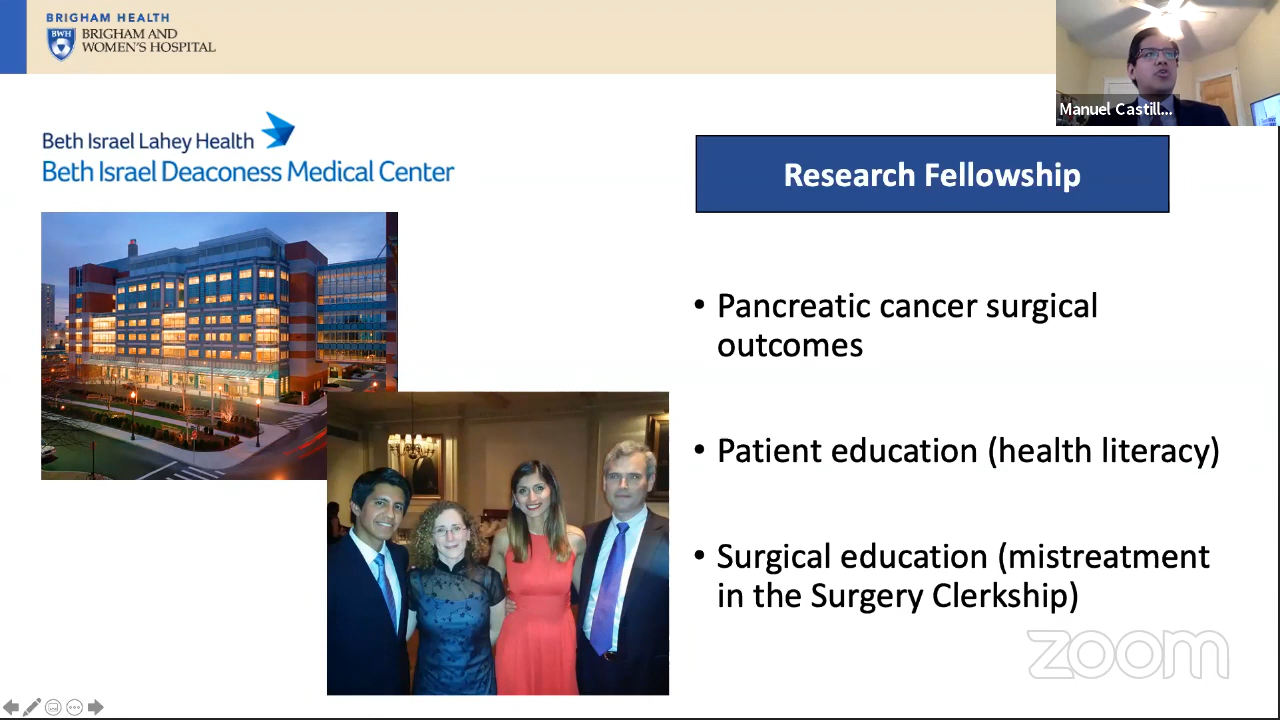 BRIGHAM HEALTH
BWH
BRIGHAM AND
WOMEN'S HOSPITAL
Manuel Castill...
Beth Israel Lahey Health
Beth Israel Deaconess Medical Center
Research Fellowship
• Pancreatic cancer surgical
outcomes
• Patient education (health literacy)
• Surgical education (mistreatment
in the Surgery Clerkship)
zoom